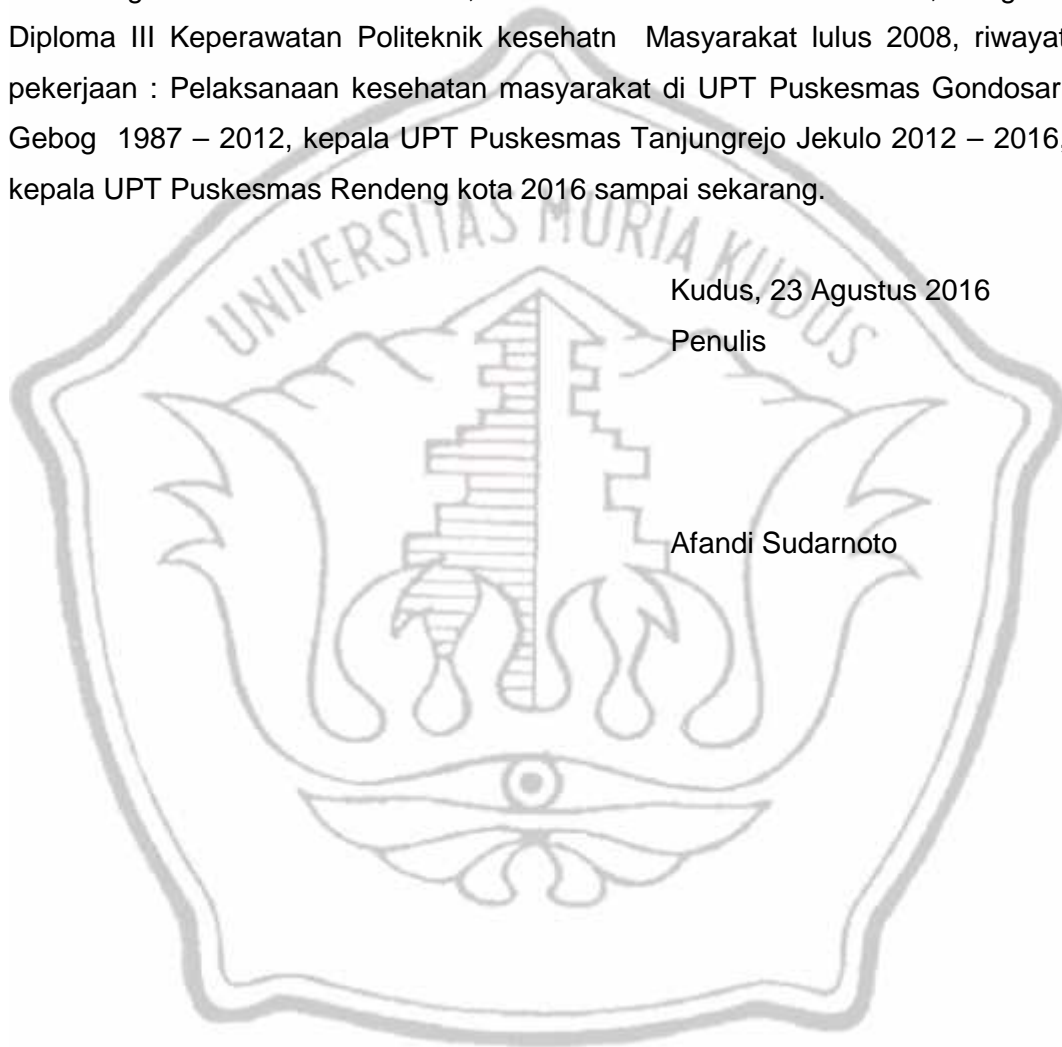 Diploma III Keperawatan Politeknik kesehatn Masyarakat lulus 2008, riwayat
pekerjaan : Pelaksanaan kesehatan masyarakat di UPT Puskesmas Gondosar
Gebog 1987 – 2012, kepala UPT Puskesmas Tanjungrejo Jekulo 2012 – 2016,
kepala UPT Puskesmas Rendeng kota 2016 sampai sekarang.
UNIVERSITAS MURIA KUDUS
Kudus, 23 Agustus 2016
Penulis
Afandi Sudarnoto